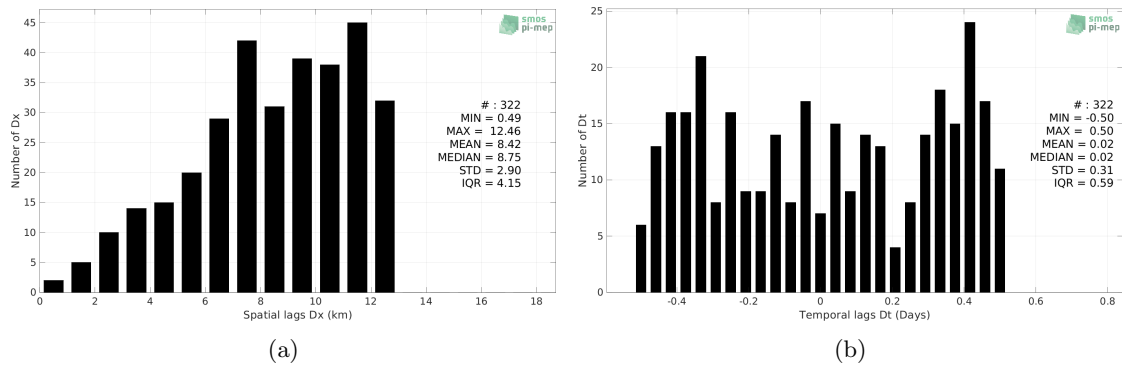 45
40
35
30
25
20
15
10
5
0
Number of Dx
0 2 4 6 8 10 12 14 16 18
Spatial lags Dx (km)
smos
pi-mep
# : 322
MIN = 0.49
MAX = 12.46
MEAN = 8.42
MEDIAN = 8.75
STD = 2.90
IQR = 4.15
(a)
25
20
15
10
5
0
Number of Dt
-0.4 -0.2 0 0.2 0.4 0.6 0.8
Temporal lags Dt (Days)
smos
pi-mep
# : 322
MIN = -0.50
MAX = 0.50
MEAN = 0.02
MEDIAN = 0.02
STD = 0.31
IQR = 0.59
(b)